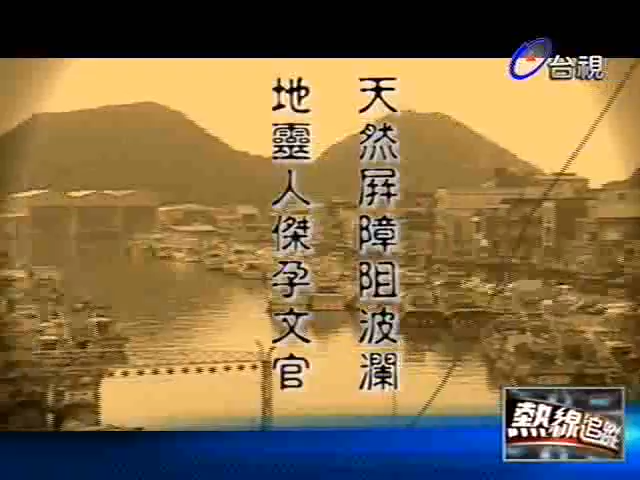 台視
天然屏障阻波瀾
地靈人傑孕文官
熱線追蹤